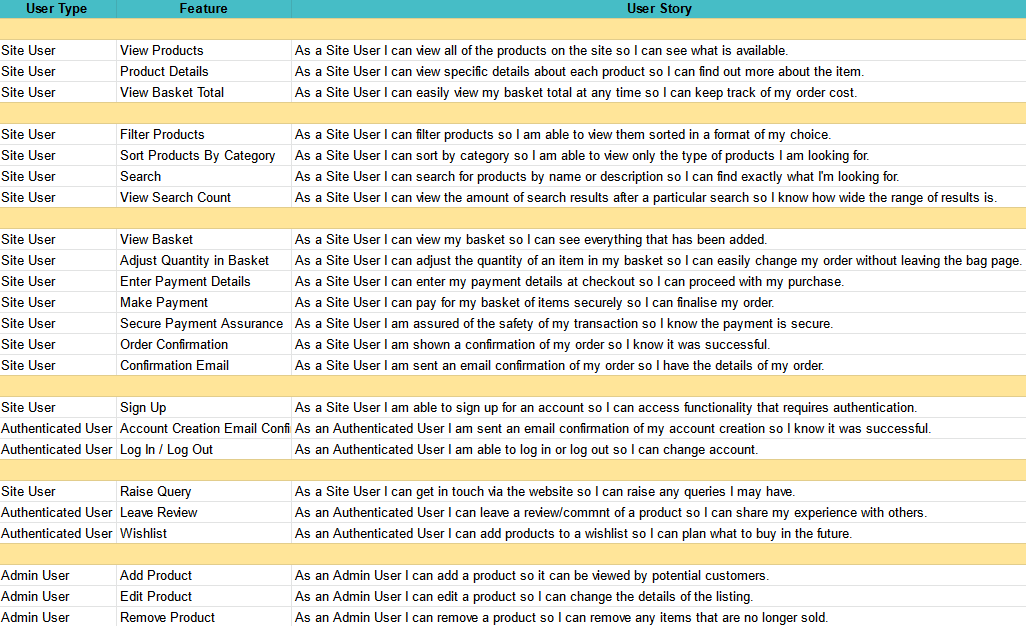 User Type Feature User Story
Site User View Products As a Site User I can view all of the products on the site so I can see what is available.
Site User Product Details As a Site User I can view specific details about each product so I can find out more about the item.
Site User View Basket Total As a Site User I can easily view my basket total at any time so I can keep track of my order cost.
Site User Filter Products As a Site User I can filter products so I am able to view them sorted in a format of my choice.
Site User Sort Products By Category As a Site User I can sort by category so I am able to view only the type of products I am looking for.
Site User Search As a Site User I can search for products by name or description so I can find exactly what I'm looking for.
Site User View Search Count As a Site User I can view the amount of search results after a particular search so I know how wide the range of results is.
Site User View Basket As a Site User I can view my basket so I can see everything that has been added.
Site User Adjust Quantity in Basket As a Site User I can adjust the quantity of an item in my basket so I can easily change my order without leaving the bag page.
Site User Enter Payment Details As a Site User I can enter my payment details at checkout so I can proceed with my purchase.
Site User Make Payment As a Site User I can pay for my basket of items securely so I can finalise my order.
Site User Secure Payment Assurance As a Site User I am assured of the safety of my transaction so I know the payment is secure.
Site User Order Confirmation As a Site User I am shown a confirmation of my order so I know it was successful.
Site User Confirmation Email As a Site User I am sent an email confirmation of my order so I have the details of my order.
Site User Sign Up As a Site User I am able to sign up for an account so I can access functionality that requires authentication.
Authenticated User Account Creation Email Confi As an Authenticated User I am sent an email confirmation of my account creation so I know it was successful.
Authenticated User Log In / Log Out As an Authenticated User I am able to log in or log out so I can change account.
Site User Raise Query As a Site User I can get in touch via the website so I can raise any queries I may have.
Authenticated User Leave Review As an Authenticated User I can leave a review/commnt of a product so I can share my experience with others.
Authenticated User Wishlist As an Authenticated User I can add products to a wishlist so I can plan what to buy in the future.
Admin User Add Product As an Admin User I can add a product so it can be viewed by potential customers.
Admin User Edit Product As an Admin User I can edit a product so I can change the details of the listing.
Admin User Remove Product As an Admin User I can remove a product so I can remove any items that are no longer sold.